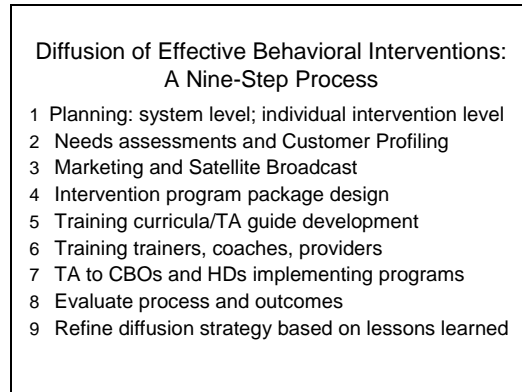 Diffusion of Effective Behavioral Interventions:
A Nine-Step Process
1 Planning: system level; individual intervention level
2 Needs assessments and Customer Profiling
3 Marketing and Satellite Broadcast
4 Intervention program package design
5 Training curricula/TA guide development
6 Training trainers, coaches, providers
7 TA to CBOs and HDs implementing programs
8 Evaluate process and outcomes
9 Refine diffusion strategy based on lessons learned